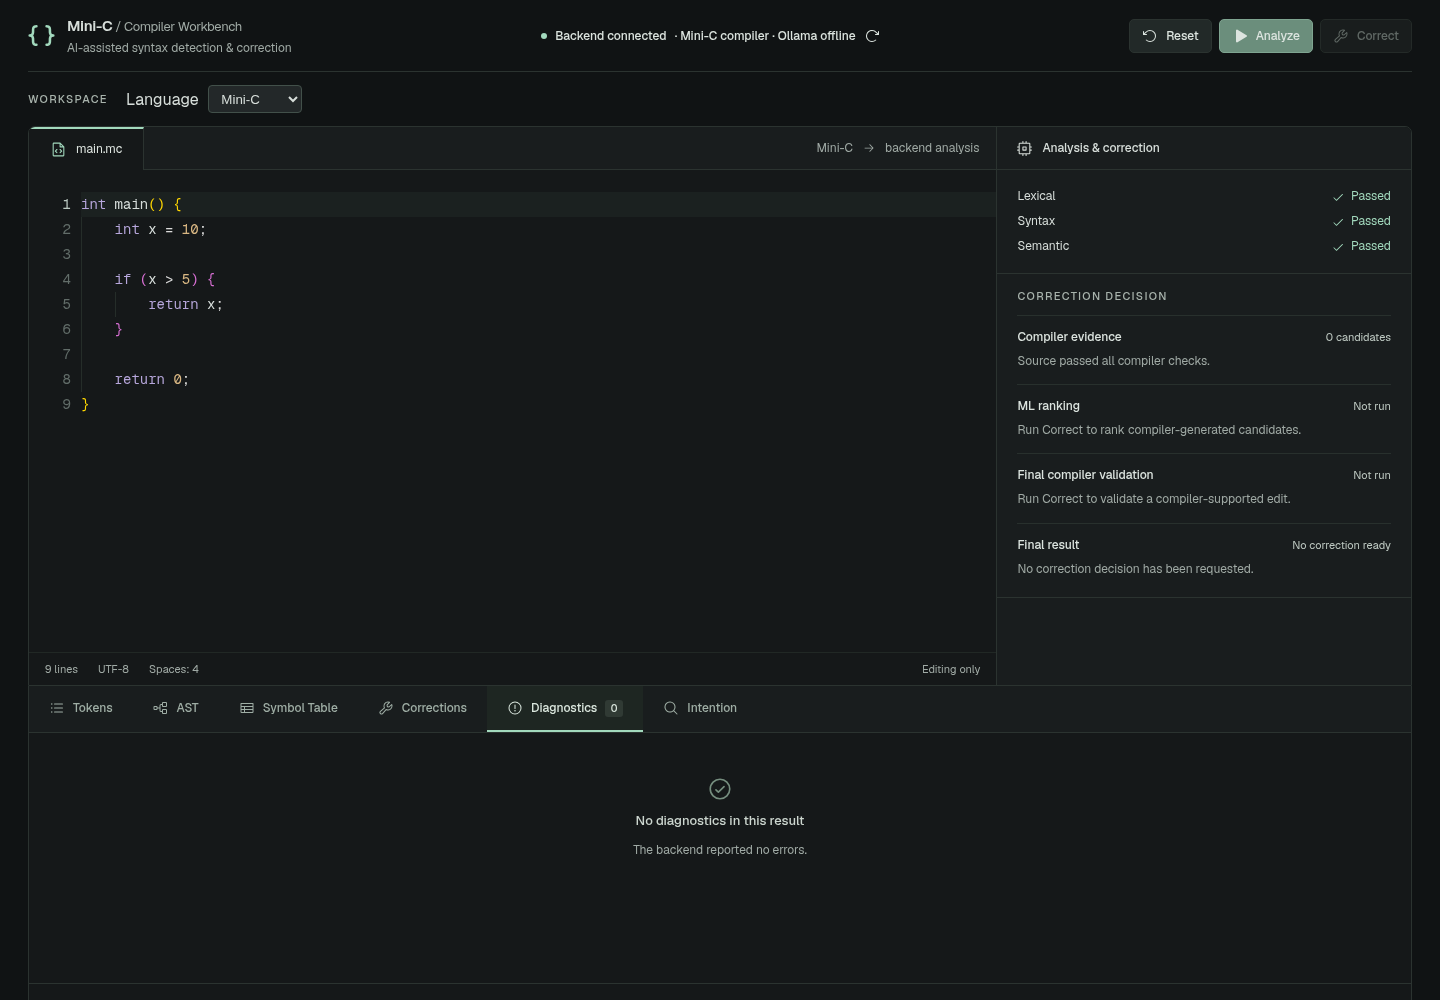 Mini-C / Compiler Workbench
AI-assisted syntax detection & correction
Backend connected · Mini-C compiler · Ollama offline
Reset
Analyze
Correct
WORKSPACE
Language
Mini-C
main.mc
Mini-C → backend analysis
1 int main() {
2     int x = 10;
3
4     if (x > 5) {
5         return x;
6     }
7
8     return 0;
9 }
9 lines
UTF-8
Spaces: 4
Editing only
Analysis & correction
Lexical Passed
Syntax Passed
Semantic Passed
CORRECTION DECISION
Compiler evidence 0 candidates
Source passed all compiler checks.
ML ranking Not run
Run Correct to rank compiler-generated candidates.
Final compiler validation Not run
Run Correct to validate a compiler-supported edit.
Final result No correction ready
No correction decision has been requested.
Tokens
AST
Symbol Table
Corrections
Diagnostics 0
Intention
No diagnostics in this result
The backend reported no errors.